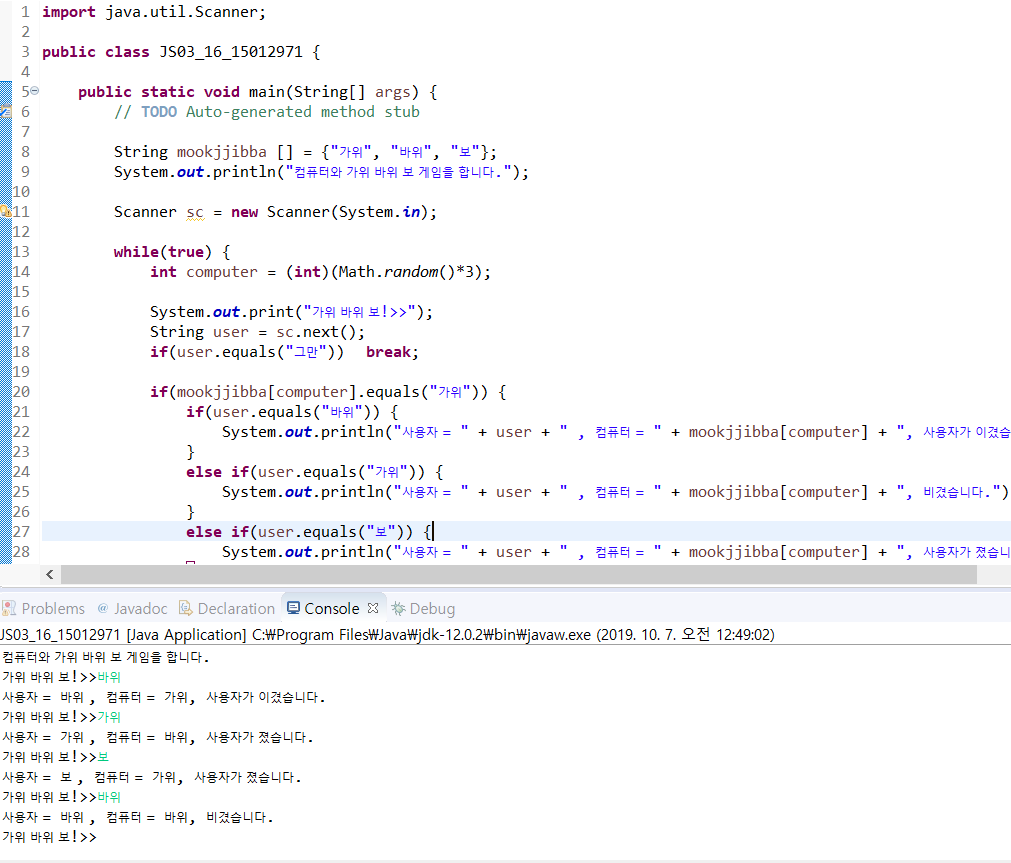 1 import java.util.Scanner;
2
3 public class JS03_16_15012971 {
4
5 public static void main(String[] args) {
6 // TODO Auto-generated method stub
7
8 String mookjjibba [] = {"가위", "바위", "보"};
9 System.out.println("컴퓨터와 가위 바위 보 게임을 합니다.");
10
11 Scanner sc = new Scanner(System.in);
12
13 while(true) {
14 int computer = (int)(Math.random()*3);
15
16 System.out.print("가위 바위 보!>>");
17 String user = sc.next();
18 if(user.equals("그만")) break;
19
20 if(mookjjibba[computer].equals("가위")) {
21 if(user.equals("바위")) {
22 System.out.println("사용자 = " + user + " , 컴퓨터 = " + mookjjibba[computer] + ", 사용자가 이겼습
23 }
24 else if(user.equals("가위")) {
25 System.out.println("사용자 = " + user + " , 컴퓨터 = " + mookjjibba[computer] + ", 비겼습니다.")
26 }
27 else if(user.equals("보")) {
28 System.out.println("사용자 = " + user + " , 컴퓨터 = " + mookjjibba[computer] + ", 사용자가 졌습니
Problems @ Javadoc Declaration Console Debug
JS03_16_15012971 [Java Application] C:₩Program Files₩Java₩jdk-12.0.2₩bin₩javaw.exe (2019. 10. 7. 오전 12:49:02)
컴퓨터와 가위 바위 보 게임을 합니다.
가위 바위 보!>>바위
사용자 = 바위 , 컴퓨터 = 가위, 사용자가 이겼습니다.
가위 바위 보!>>가위
사용자 = 가위 , 컴퓨터 = 바위, 사용자가 졌습니다.
가위 바위 보!>>보
사용자 = 보 , 컴퓨터 = 가위, 사용자가 졌습니다.
가위 바위 보!>>바위
사용자 = 바위 , 컴퓨터 = 바위, 비겼습니다.
가위 바위 보!>>